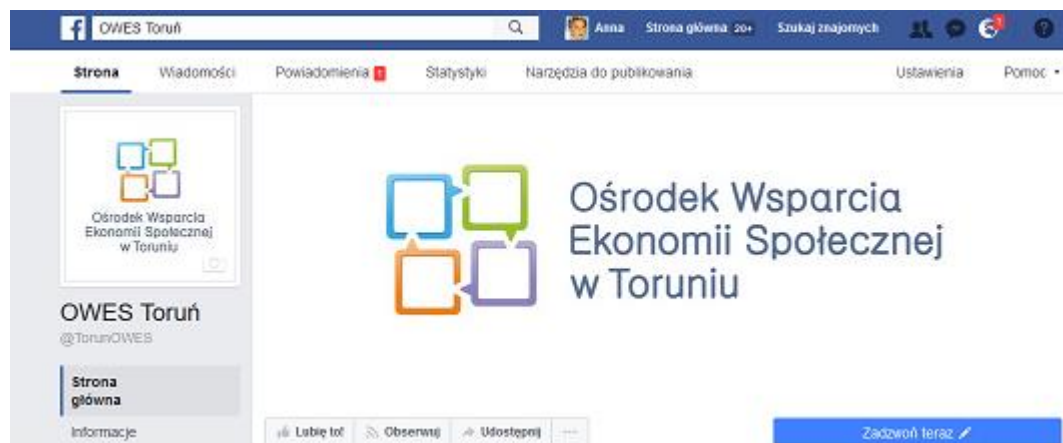 OWES Toruń
Anna Strona główna 20+ Szukaj znajomych
Strona Wiadomości Powiadomienia 1 Statystyki Narzędzia do publikowania Ustawienia Pomoc
Ośrodek Wsparcia
Ekonomii Społecznej
w Toruniu
Ośrodek Wsparcia
Ekonomii Społecznej
w Toruniu
OWES Toruń
@TorunOWES
Strona
główna
Informacje
Lubię to! Obserwuj Udostępnij ...
Zadzwoń teraz